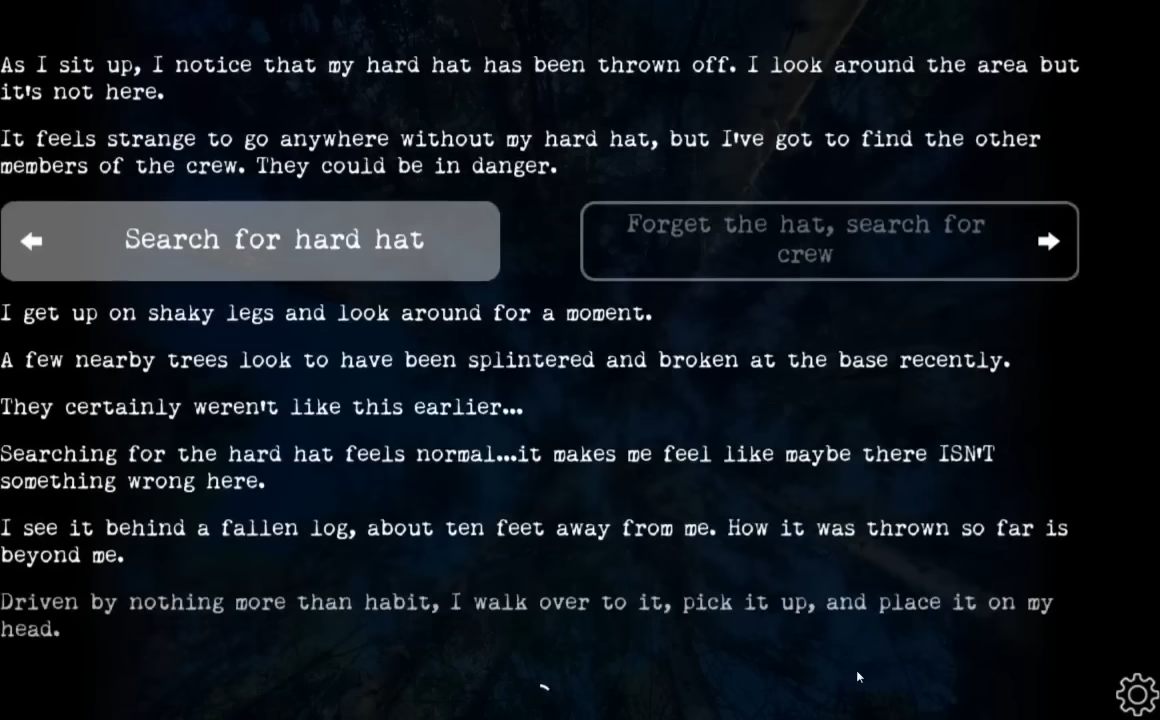 As I sit up, I notice that my hard hat has been thrown off. I look around the area but
it's not here.
It feels strange to go anywhere without my hard hat, but I've got to find the other
members of the crew. They could be in danger.
Search for hard hat
Forget the hat, search for
crew
I get up on shaky legs and look around for a moment.
A few nearby trees look to have been splintered and broken at the base recently.
They certainly weren't like this earlier...
Searching for the hard hat feels normal...it makes me feel like maybe there ISN'T
something wrong here.
I see it behind a fallen log, about ten feet away from me. How it was thrown so far is
beyond me.
Driven by nothing more than habit, I walk over to it, pick it up, and place it on my
head.